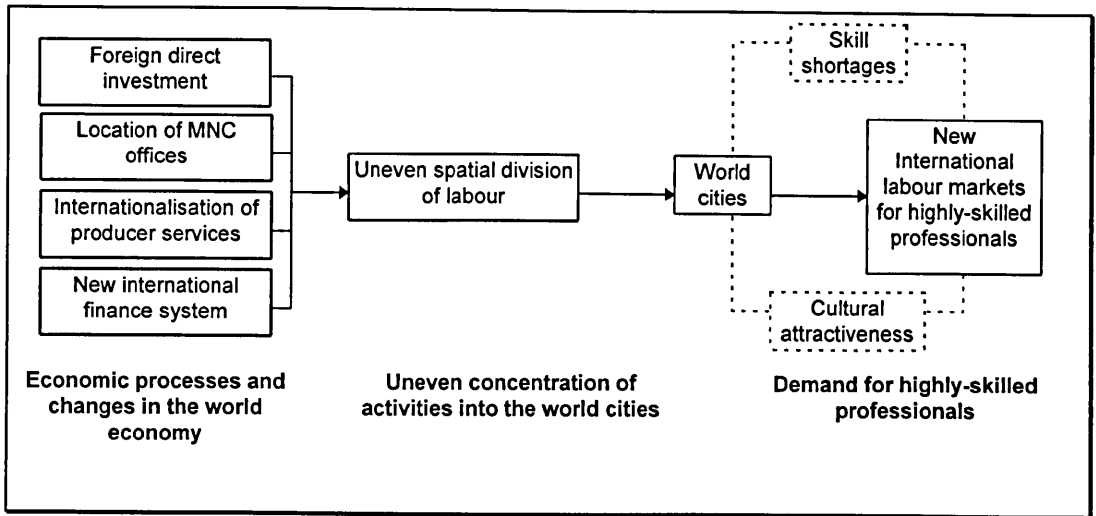 Foreign direct
investment
Location of MNC
offices
Internationalisation of
producer services
New international
finance system
Uneven spatial division
of labour
World
cities
Skill
shortages
Cultural
attractiveness
New
International
labour markets
for highly-skilled
professionals
Economic processes and
changes in the world
economy
Uneven concentration of
activities into the world cities
Demand for highly-skilled
professionals